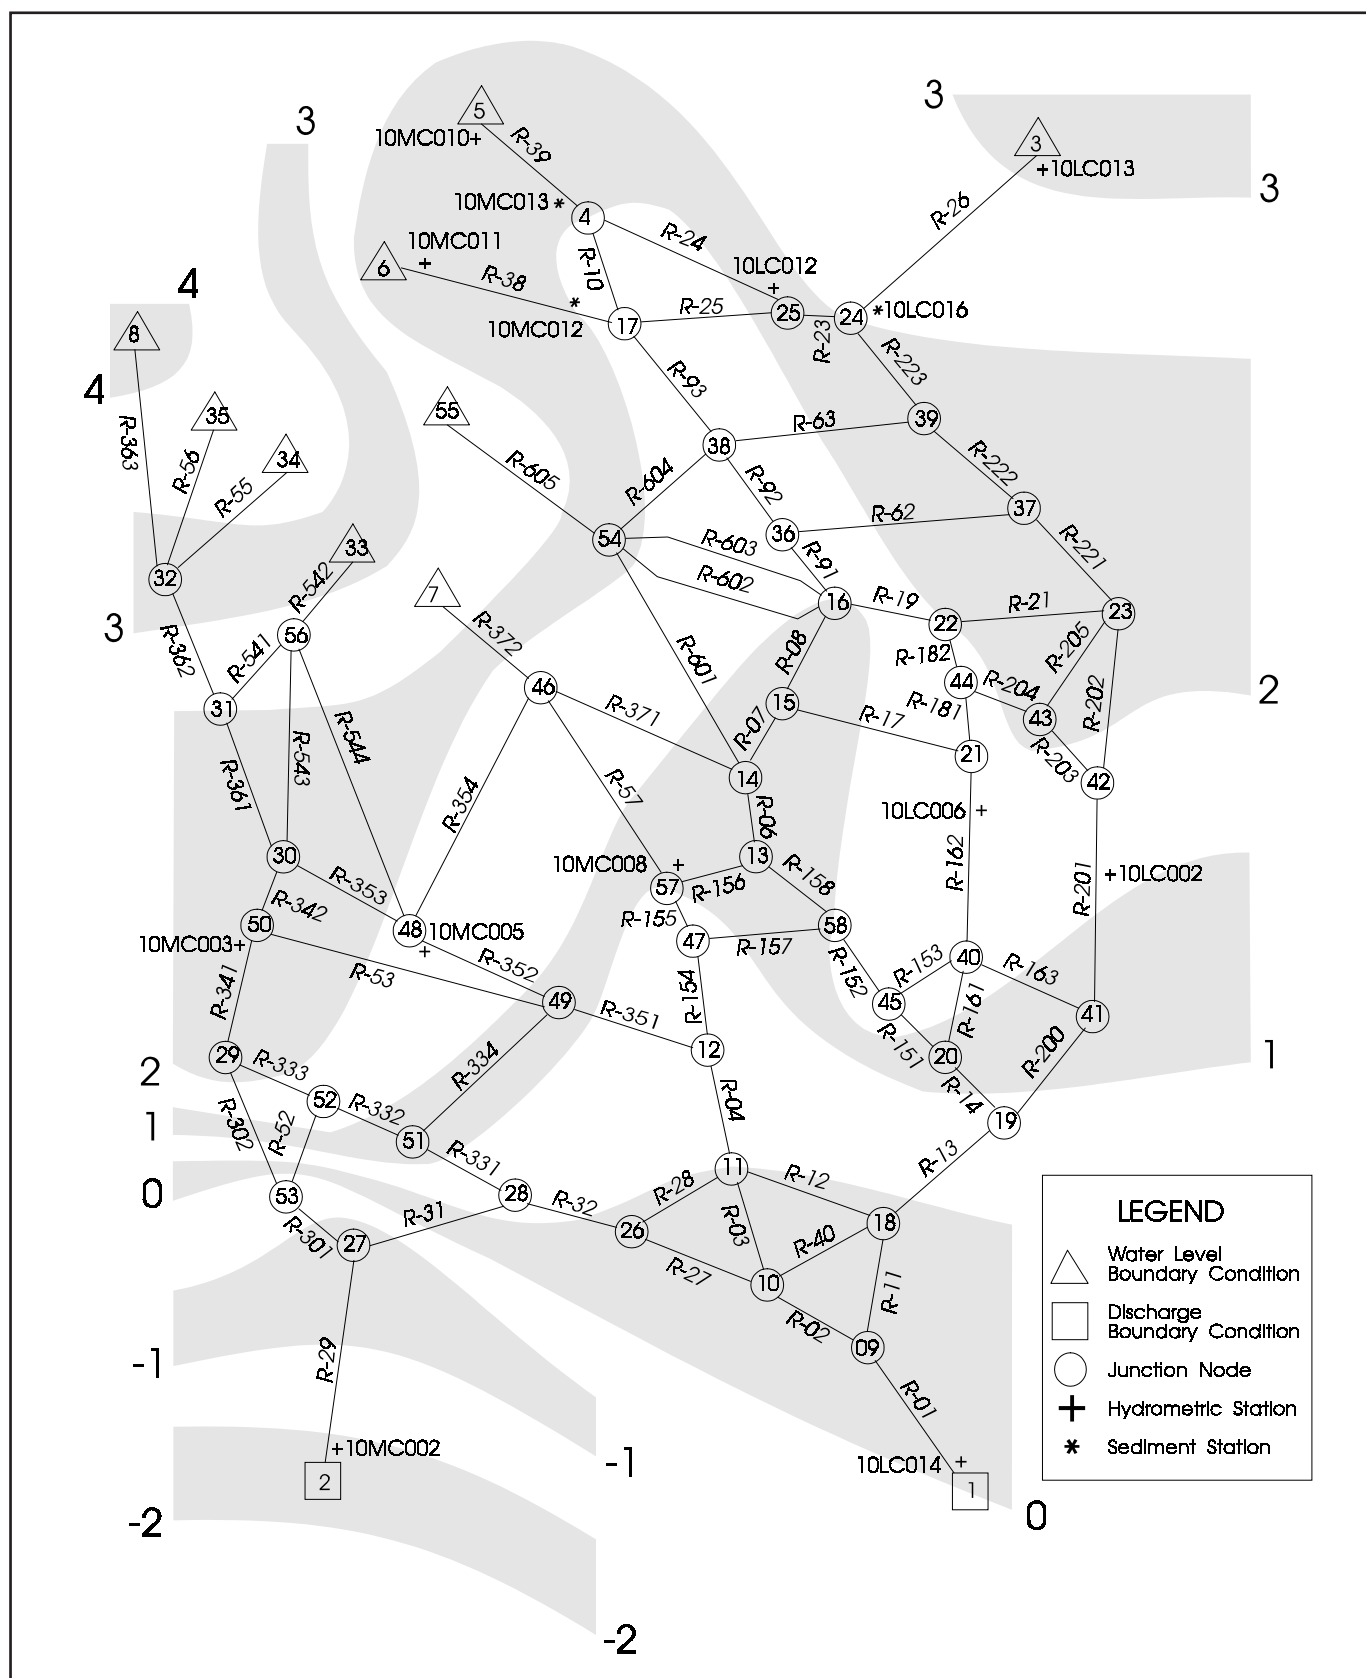 3
5
10MC010+
R-39
3
3
+10LC013
3
10MC013 *
4
R-26
10MC011
+
6
R-38
R-10
R-24
10LC012
+
4
*
10MC012
17
R-25
25
R-23
24
*10LC016
8
4
R-363
35
R-56
34
R-55
55
R-93
R-223
R-63
39
38
R-605
R-604
R-92
R-222
37
36
R-62
54
R-603
R-602
R-91
R-221
33
R-542
32
3
7
R-372
16
R-19
22
R-21
23
56
R-362
R-541
R-601
R-08
R-182
R-205
44
R-204
R-202
2
31
46
R-371
15
R-17
R-181
43
R-07
21
R-203
42
R-544
R-543
R-361
R-354
R-57
14
R-06
10LC006 +
30
10MC008 +
13
R-162
R-201
+10LC002
R-353
57
R-156
R-158
R-342
50
48
10MC005
+
R-155
58
10MC003+
47
R-157
40
R-153
R-163
R-53
R-352
R-341
R-154
R-152
49
45
R-161
41
R-351
12
R-151
20
R-200
1
29
R-333
R-334
2
52
R-332
R-04
R-14
1
R-302
R-52
51
19
R-331
11
R-13
0
53
28
R-32
R-28
R-12
R-301
R-31
26
R-03
R-40
18
27
R-27
10
R-11
R-02
09
-1
R-29
R-01
+10MC002
2
-1
10LC014 +
1
-2
0
-2
LEGEND
Water Level
Boundary Condition
Discharge
Boundary Condition
Junction Node
+ Hydrometric Station
* Sediment Station